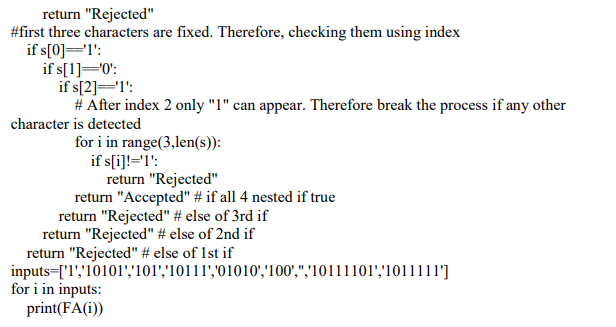 return "Rejected"
#first three characters are fixed. Therefore, checking them using index
if s[0]=='1':
if s[1]=='0':
if s[2]=='1':
# After index 2 only "1" can appear. Therefore break the process if any other
character is detected
for i in range(3,len(s)):
if s[i]!='1':
return "Rejected"
return "Accepted" # if all 4 nested if true
return "Rejected" # else of 3rd if
return "Rejected" # else of 2nd if
return "Rejected" # else of 1st if
inputs=['1','10101','101','10111','01010','100','','10111101','1011111']
for i in inputs:
print(FA(i))